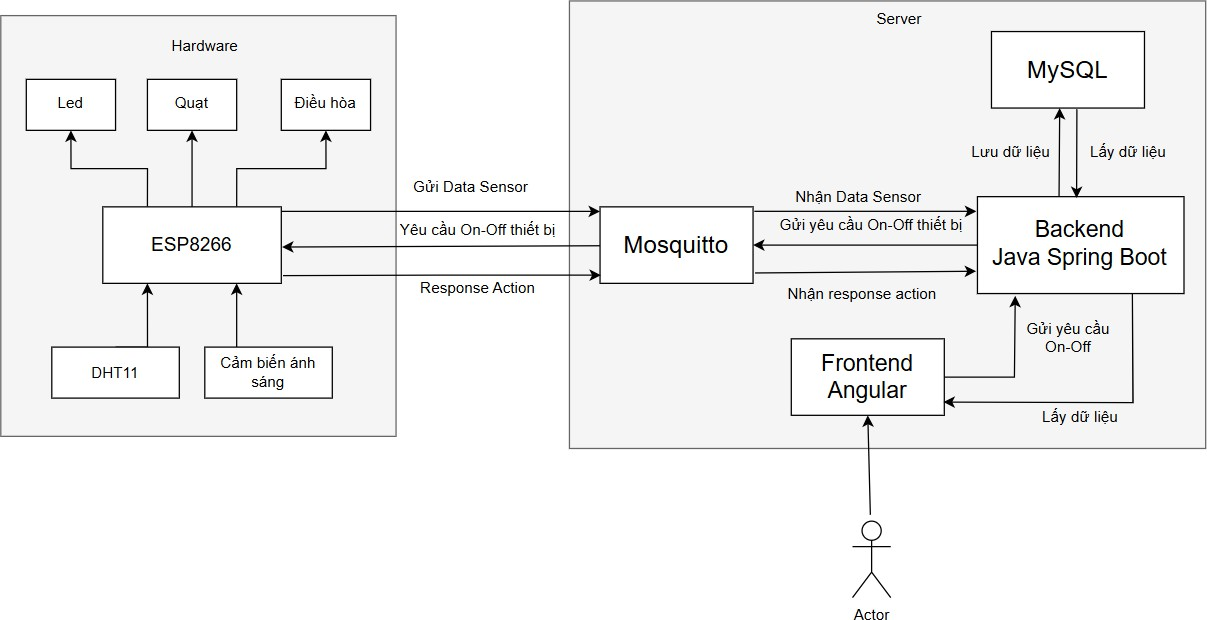 Hardware
Led
Quạt
Điều hòa
ESP8266
DHT11
Cảm biến ánh
sáng
Gửi Data Sensor
Yêu cầu On-Off thiết bị
Response Action
Server
MySQL
Lưu dữ liệu
Lấy dữ liệu
Mosquitto
Nhận Data Sensor
Gửi yêu cầu On-Off thiết bị
Nhận response action
Backend
Java Spring Boot
Frontend
Angular
Gửi yêu cầu
On-Off
Lấy dữ liệu
Actor